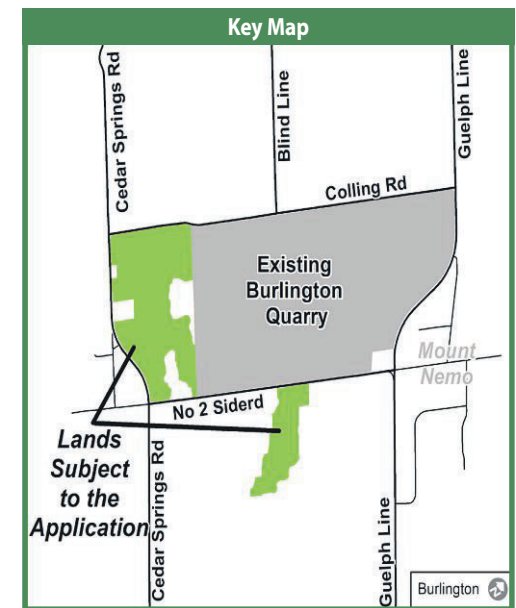 Key Map
Cedar Springs Rd
Blind Line
Guelph Line
Colling Rd
Existing
Burlington
Quarry
Mount
Nemo
No 2 Siderd
Lands
Subject
to the
Application
Cedar Springs Rd
Guelph Line
Burlington